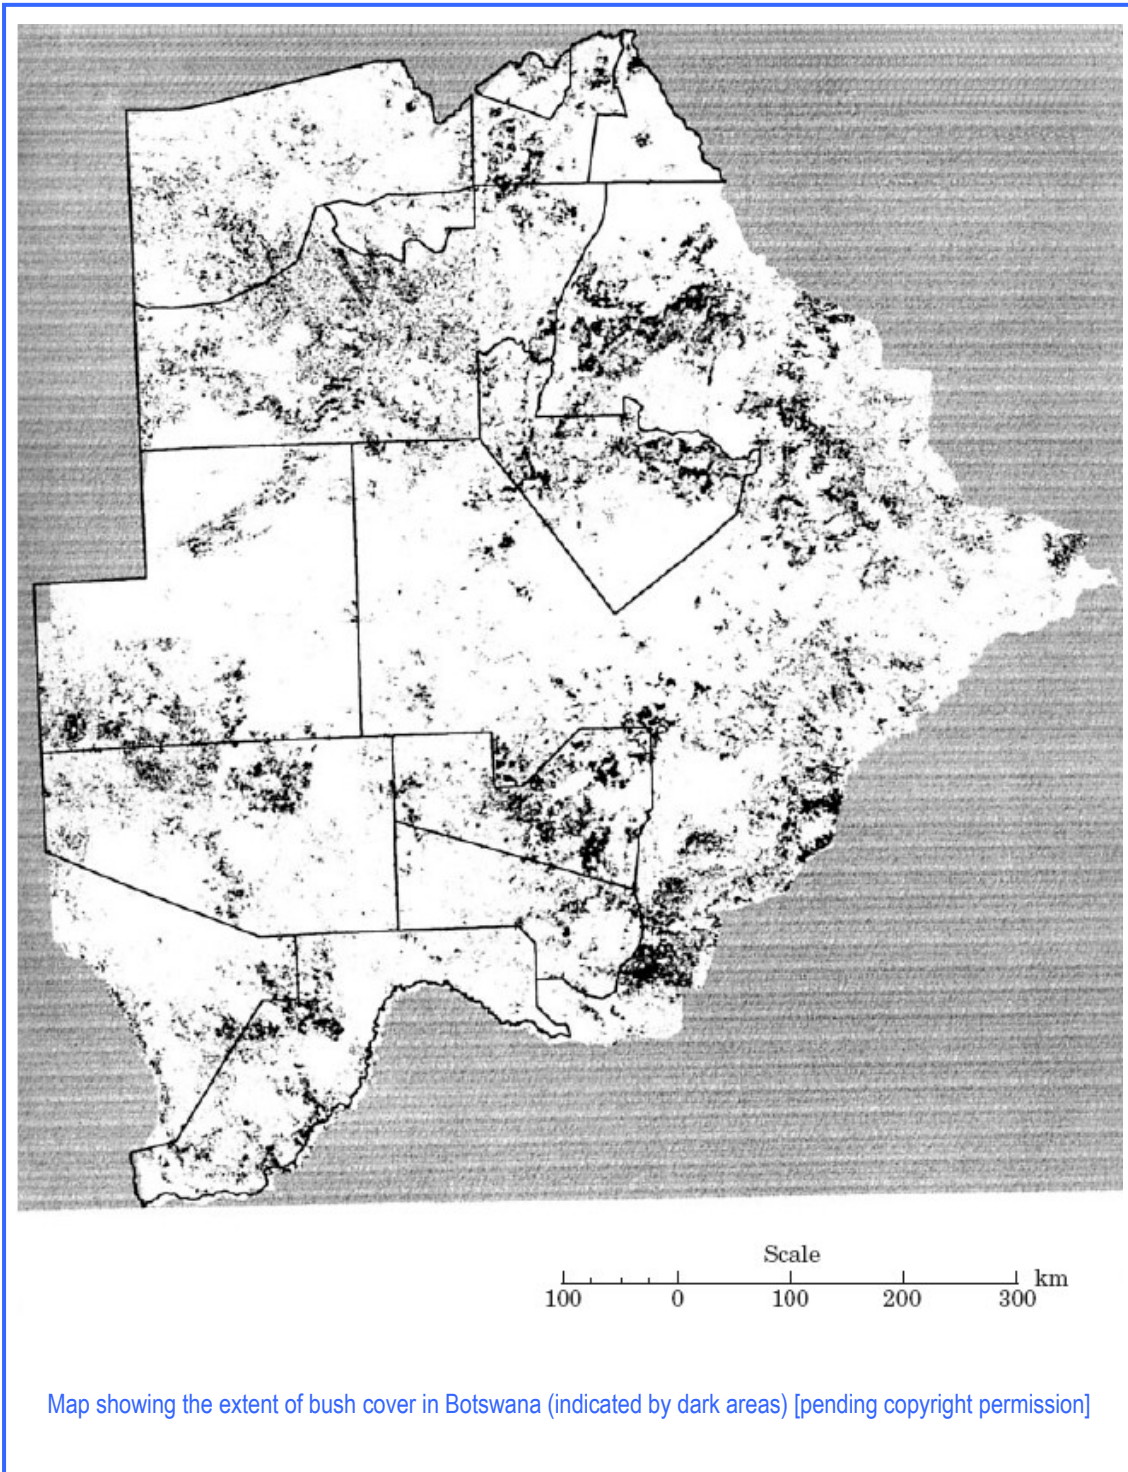 Scale
km
100 0 100 200 300
Map showing the extent of bush cover in Botswana (indicated by dark areas) [pending copyright permission]